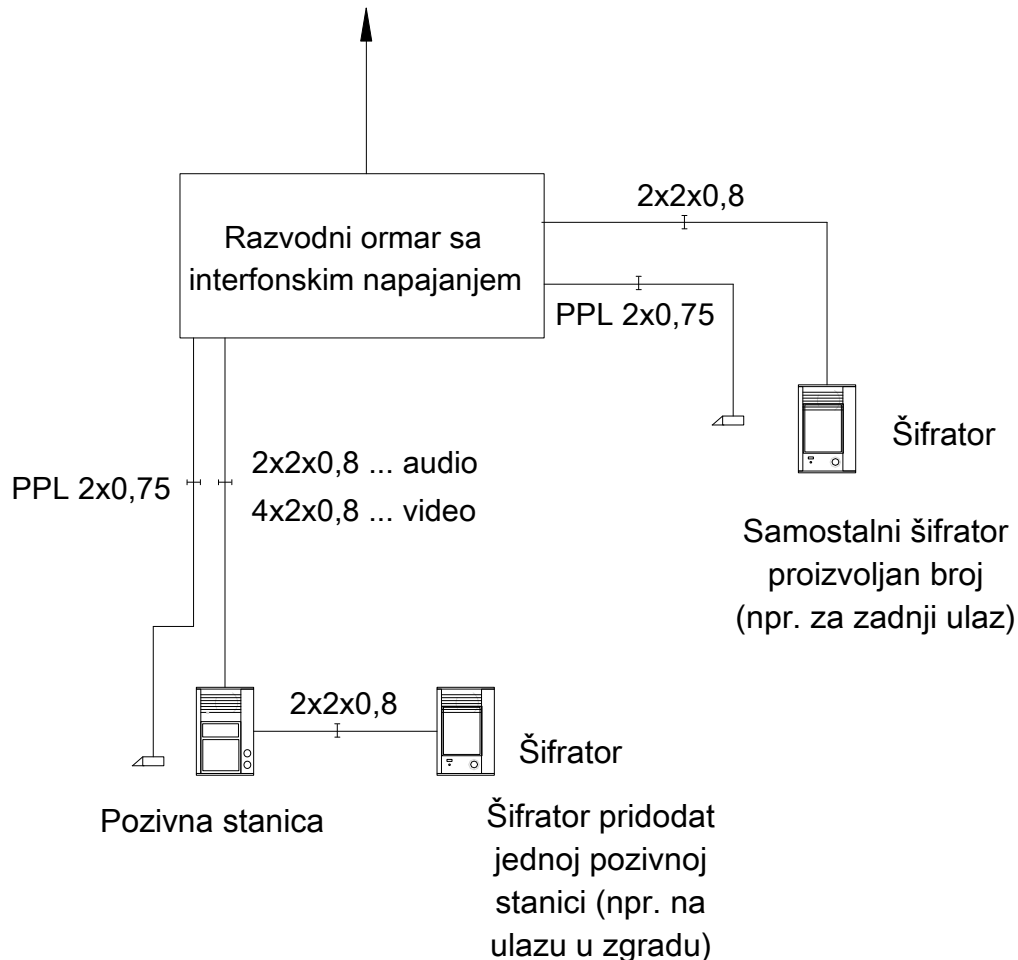 2x2x0,8
Razvodni ormar sa
interfonskim napajanjem
PPL 2x0,75
Šifrator
2x2x0,8 ... audio
PPL 2x0,75
4x2x0,8 ... video
Samostalni šifrator
proizvoljan broj
(npr. za zadnji ulaz)
2x2x0,8
Šifrator
Pozivna stanica
Šifrator pridodat
jednoj pozivnoj
stanici (npr. na
ulazu u zgradu)